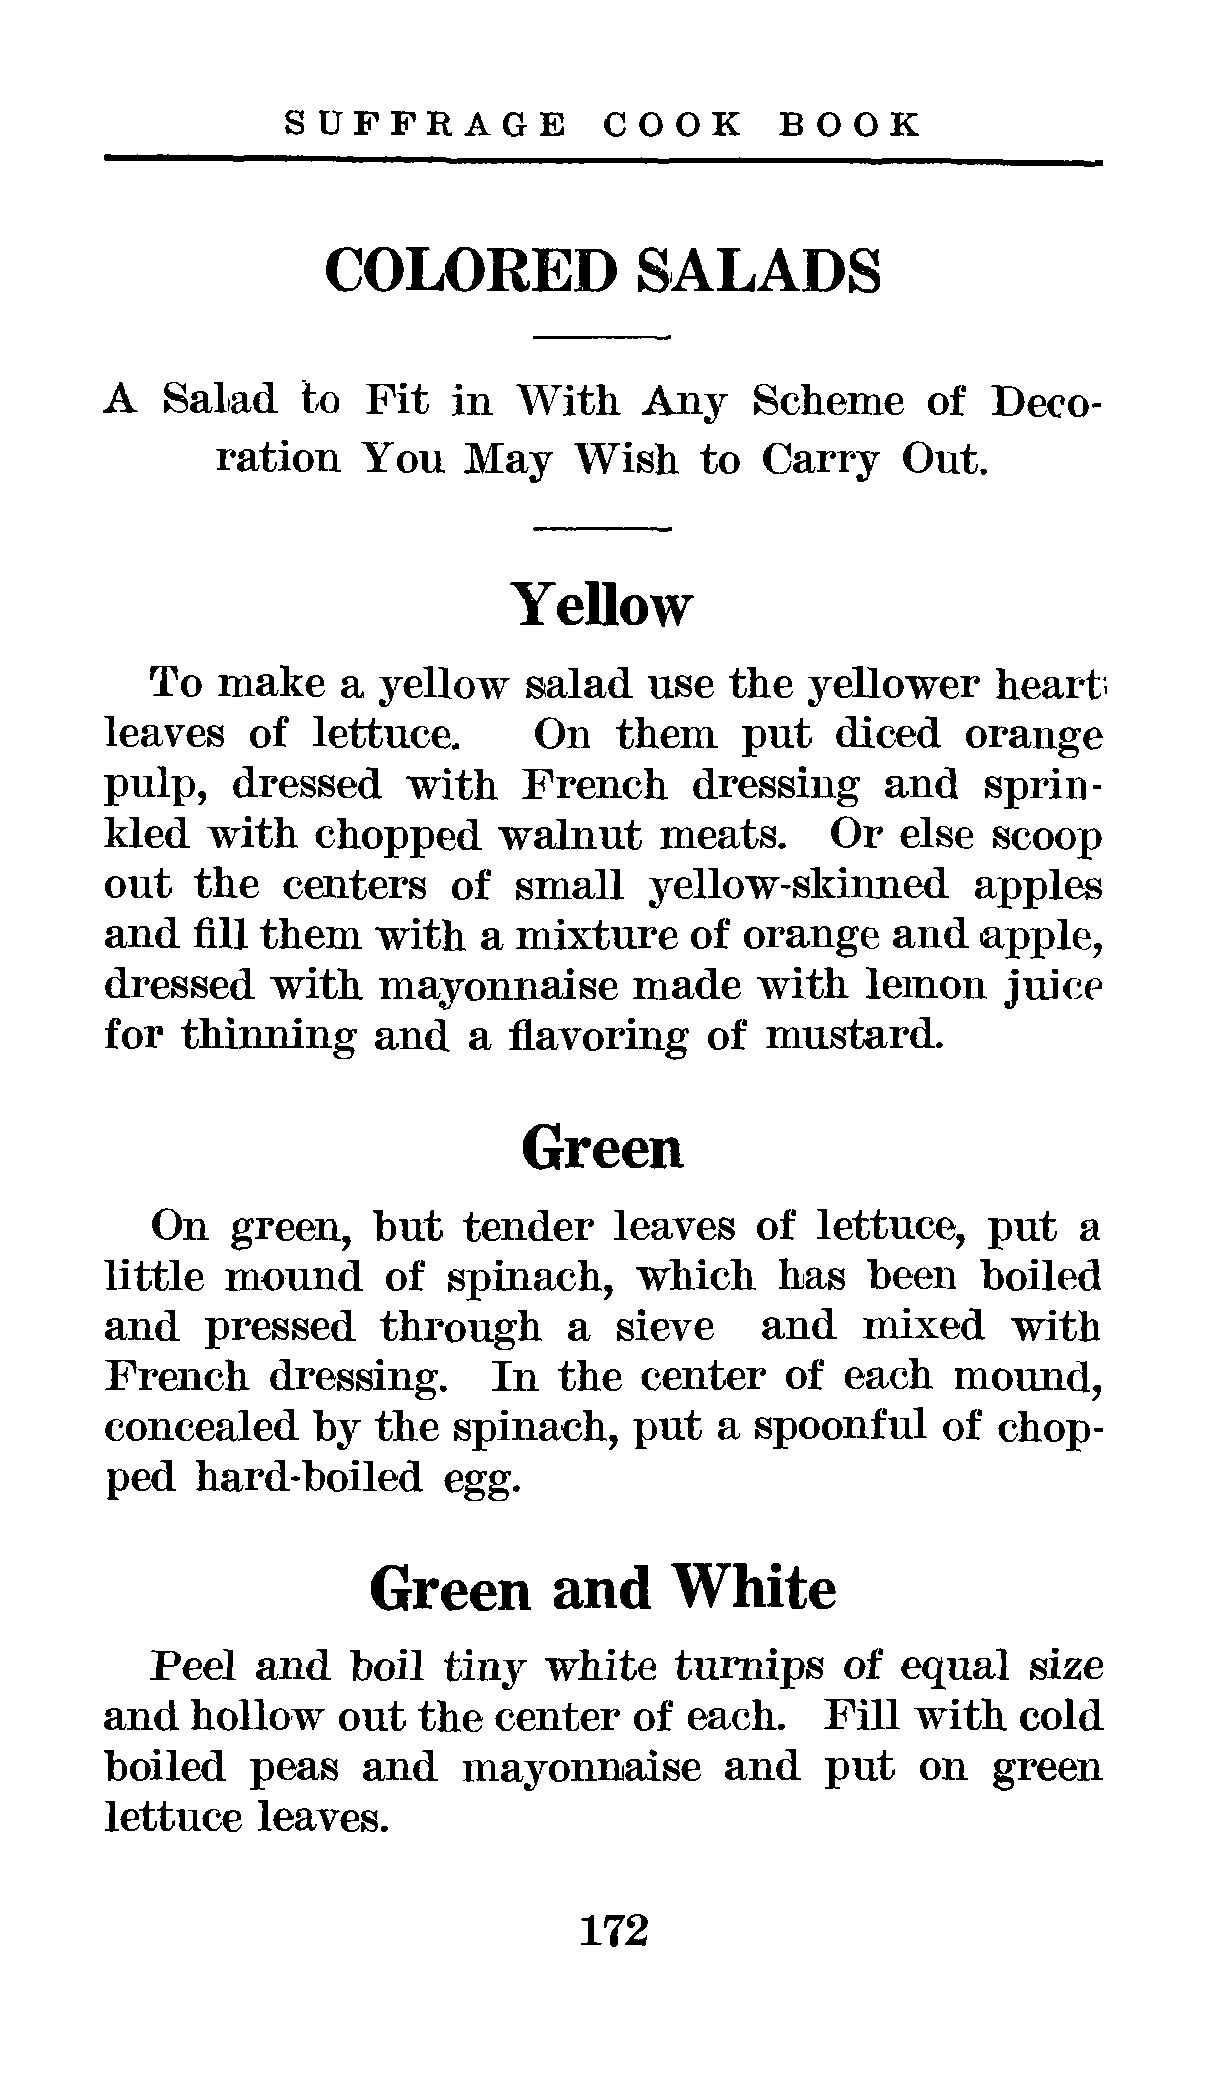 SUFFRAGE COOK BOOK
COLORED SALADS
A Salad to Fit in With Any Scheme of Deco-
ration You May Wish to Carry Out.
Yellow
To make a yellow salad use the yellower heart
leaves of lettuce. On them put diced orange
pulp, dressed with French dressing and sprin-
kled with chopped walnut meats. Or else scoop
out the centers of small yellow-skinned apples
and fill them with a mixture of orange and apple,
dressed with mayonnaise made with lemon juice
for thinning and a flavoring of mustard.
Green
On green, but tender leaves of lettuce, put a
little mound of spinach, which has been boiled
and pressed through a sieve and mixed with
French dressing. In the center of each mound,
concealed by the spinach, put a spoonful of chop-
ped hard-boiled egg.
Green and White
Peel and boil tiny white turnips of equal size
and hollow out the center of each. Fill with cold
boiled peas and mayonnaise and put on green
lettuce leaves.
172